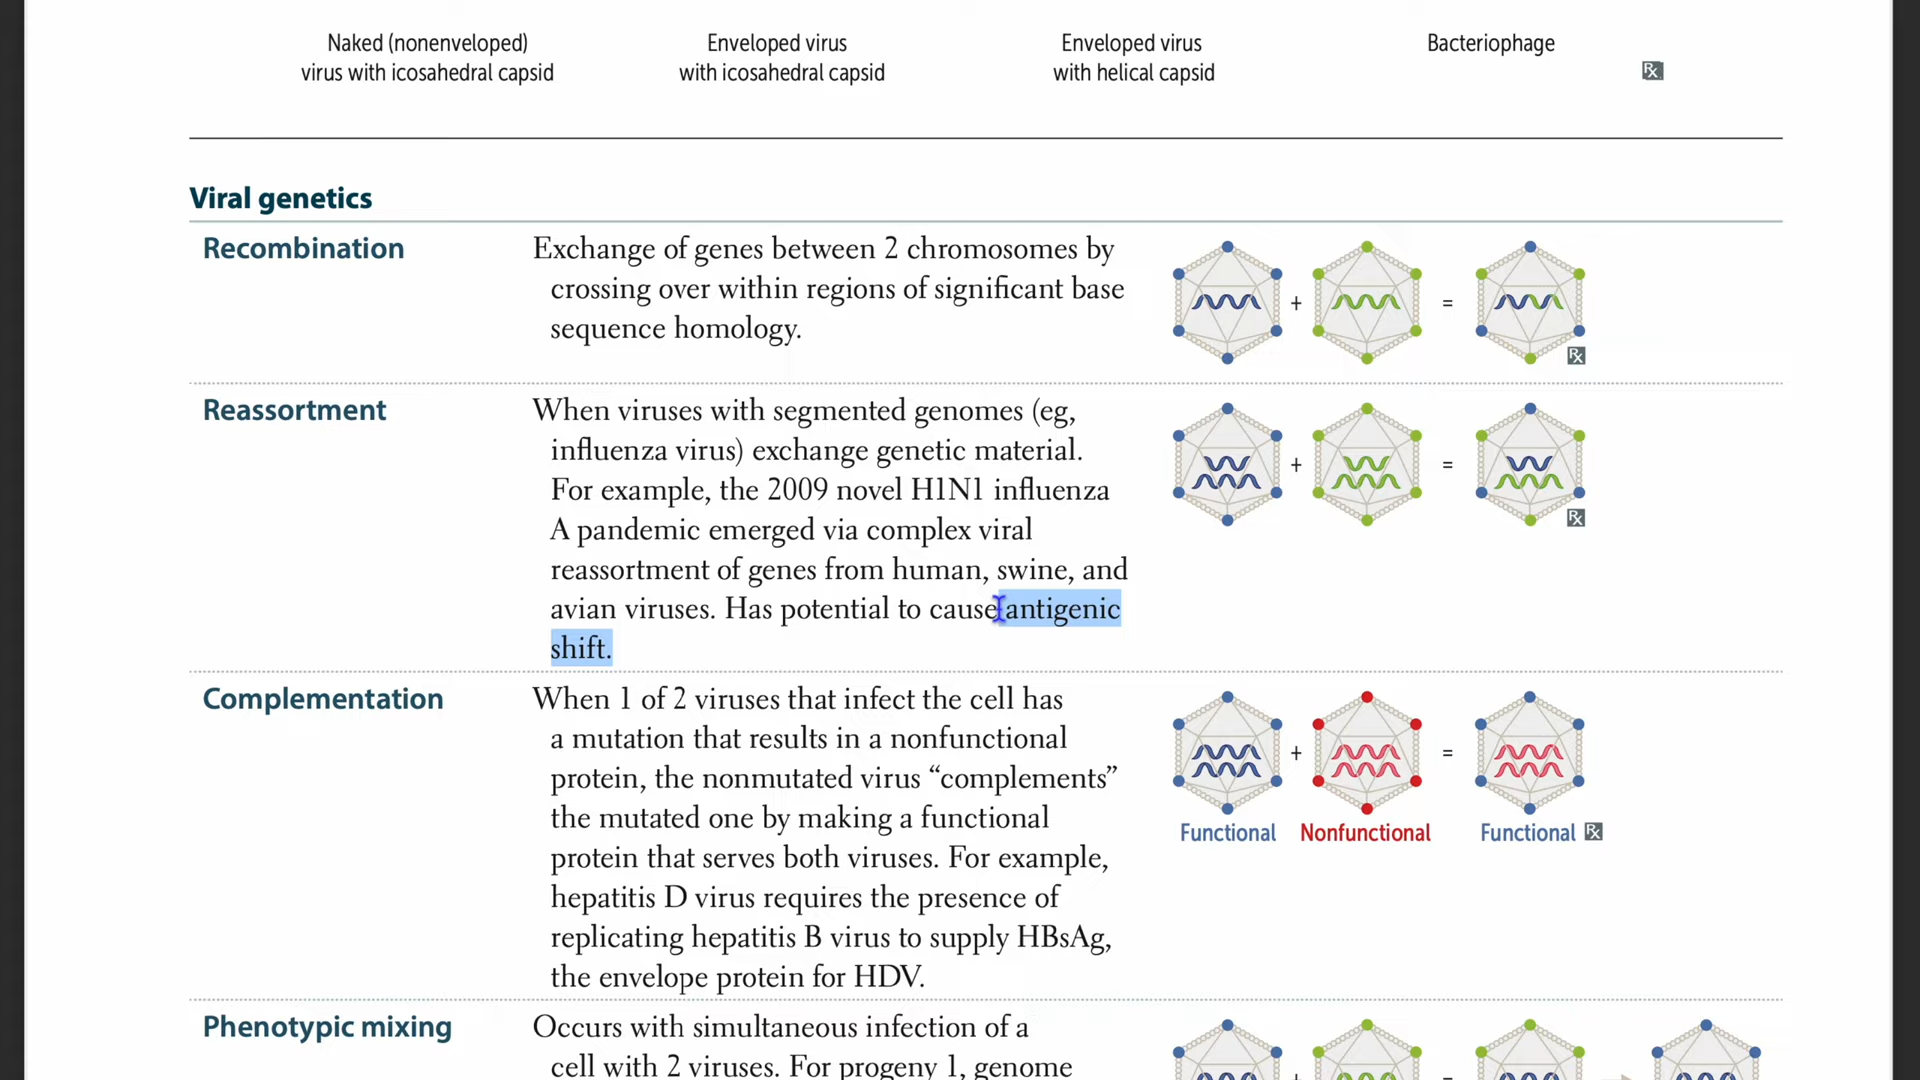 Naked (nonenveloped)
virus with icosahedral capsid
Enveloped virus
with icosahedral capsid
Enveloped virus
with helical capsid
Bacteriophage
Rx
Viral genetics
Recombination
Exchange of genes between 2 chromosomes by
crossing over within regions of significant base
sequence homology.
+
=
Rx
Reassortment
When viruses with segmented genomes (eg,
influenza virus) exchange genetic material.
For example, the 2009 novel H1N1 influenza
A pandemic emerged via complex viral
reassortment of genes from human, swine, and
avian viruses. Has potential to cause antigenic
shift.
+
=
Rx
Complementation
When 1 of 2 viruses that infect the cell has
a mutation that results in a nonfunctional
protein, the nonmutated virus “complements”
the mutated one by making a functional
protein that serves both viruses. For example,
hepatitis D virus requires the presence of
replicating hepatitis B virus to supply HBsAg,
the envelope protein for HDV.
+
=
Functional
Nonfunctional
Functional Rx
Phenotypic mixing
Occurs with simultaneous infection of a
cell with 2 viruses. For progeny 1, genome